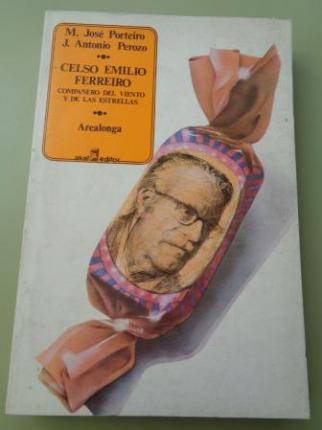 M. José Porteiro
J. Antonio Perozo
CELSO EMILIO
FERREIRO
COMPAÑERO DEL VIENTO
Y DE LAS ESTRELLAS
Arealonga
akal editor